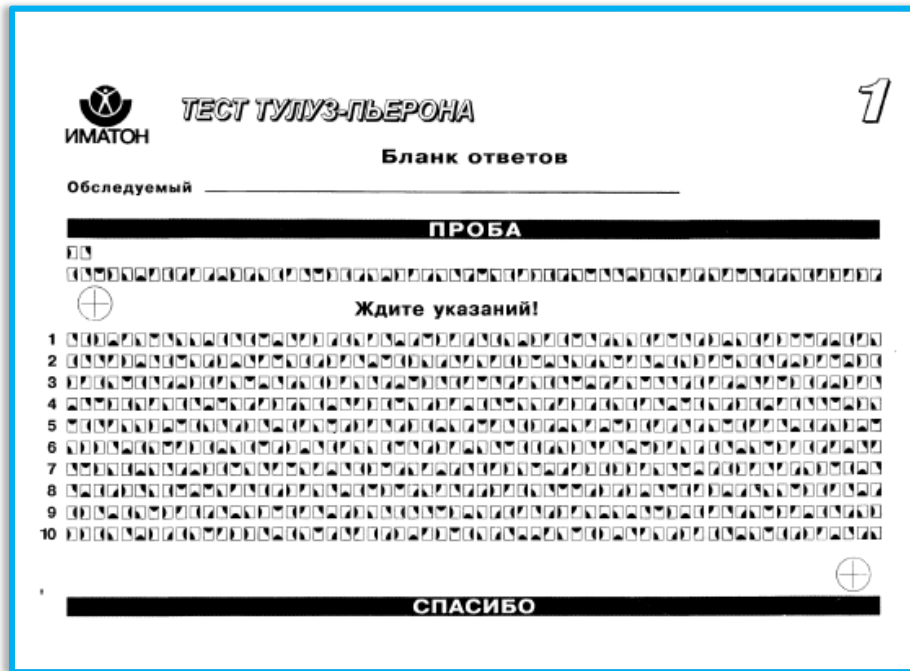 1
ТЕСТ ТУЛУЗ-ПЬЕРОНА
ИМАТОН
Бланк ответов
Обследуемый
ПРОБА
Ждите указаний!
1
2
3
4
5
6
7
8
9
10
СПАСИБО